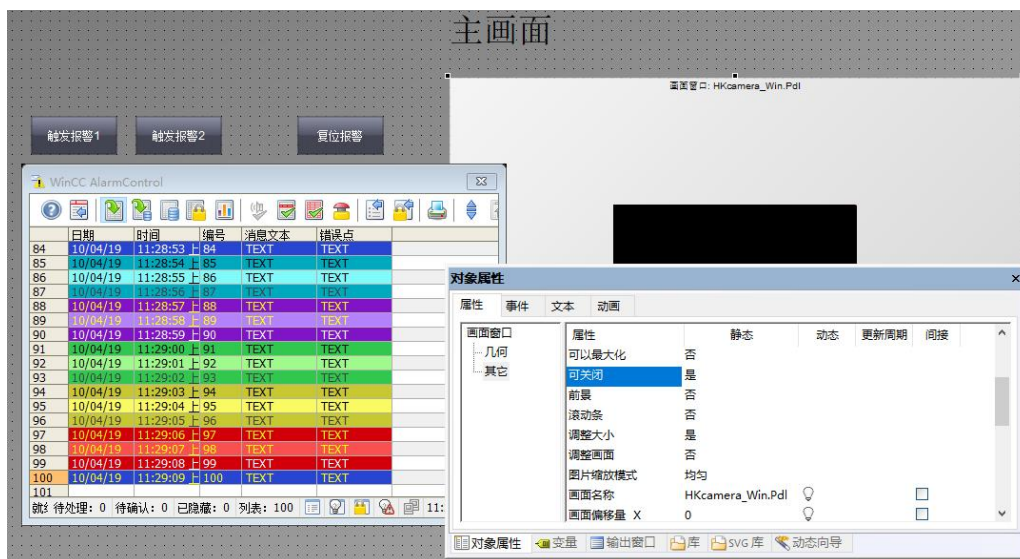 主画面
画面窗口: HKcamera_Win.Pdl
触发报警1 触发报警2 复位报警
WinCC AlarmControl
日期 时间 编号 消息文本 错误点
84 10/04/19 11:28:53 上 84 TEXT TEXT
85 10/04/19 11:28:54 上 85 TEXT TEXT
86 10/04/19 11:28:55 上 86 TEXT TEXT
87 10/04/19 11:28:56 上 87 TEXT TEXT
88 10/04/19 11:28:57 上 88 TEXT TEXT
89 10/04/19 11:28:58 上 89 TEXT TEXT
90 10/04/19 11:28:59 上 90 TEXT TEXT
91 10/04/19 11:29:00 上 91 TEXT TEXT
92 10/04/19 11:29:01 上 92 TEXT TEXT
93 10/04/19 11:29:02 上 93 TEXT TEXT
94 10/04/19 11:29:03 上 94 TEXT TEXT
95 10/04/19 11:29:04 上 95 TEXT TEXT
96 10/04/19 11:29:05 上 96 TEXT TEXT
97 10/04/19 11:29:06 上 97 TEXT TEXT
98 10/04/19 11:29:07 上 98 TEXT TEXT
99 10/04/19 11:29:08 上 99 TEXT TEXT
100 10/04/19 11:29:09 上 100 TEXT TEXT
101
待处理: 0 待确认: 0 已隐藏: 0 列表: 100 11:
对象属性
属性 事件 文本 动画
画面窗口
几何
其它
属性 静态 动态 更新周期 间接
可以最大化 否
可关闭 是
前景 否
滚动条 否
调整大小 是
调整画面 否
图片缩放模式 均匀
画面名称 HKcamera_Win.Pdl
画面偏移量 X 0
对象属性 变量 输出窗口 库 SVG 库 动态向导